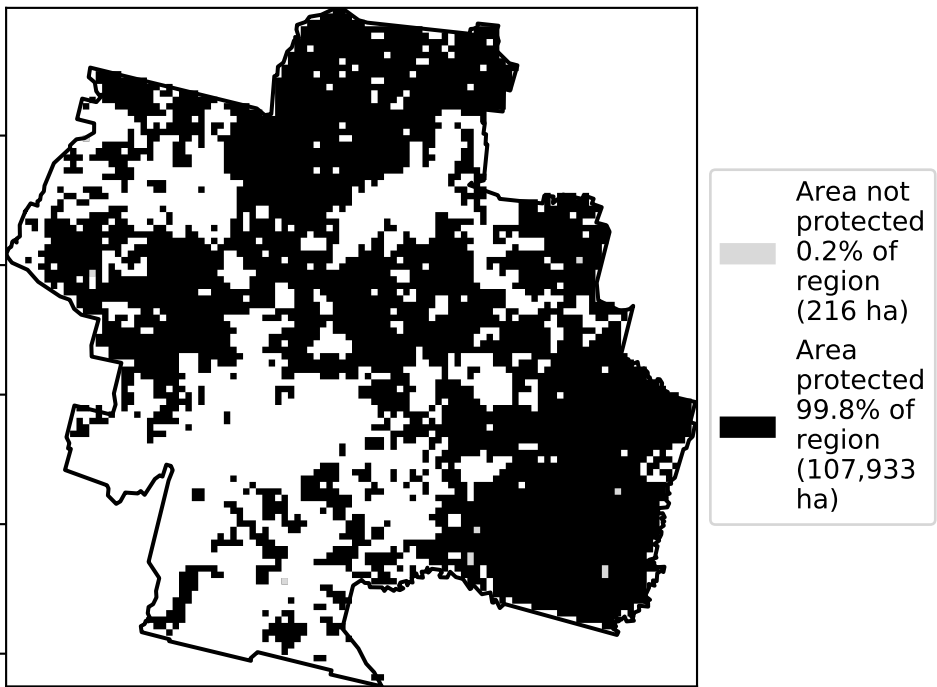 Area not
protected
0.2% of
region
(216 ha)
Area
protected
99.8% of
region
(107,933
ha)